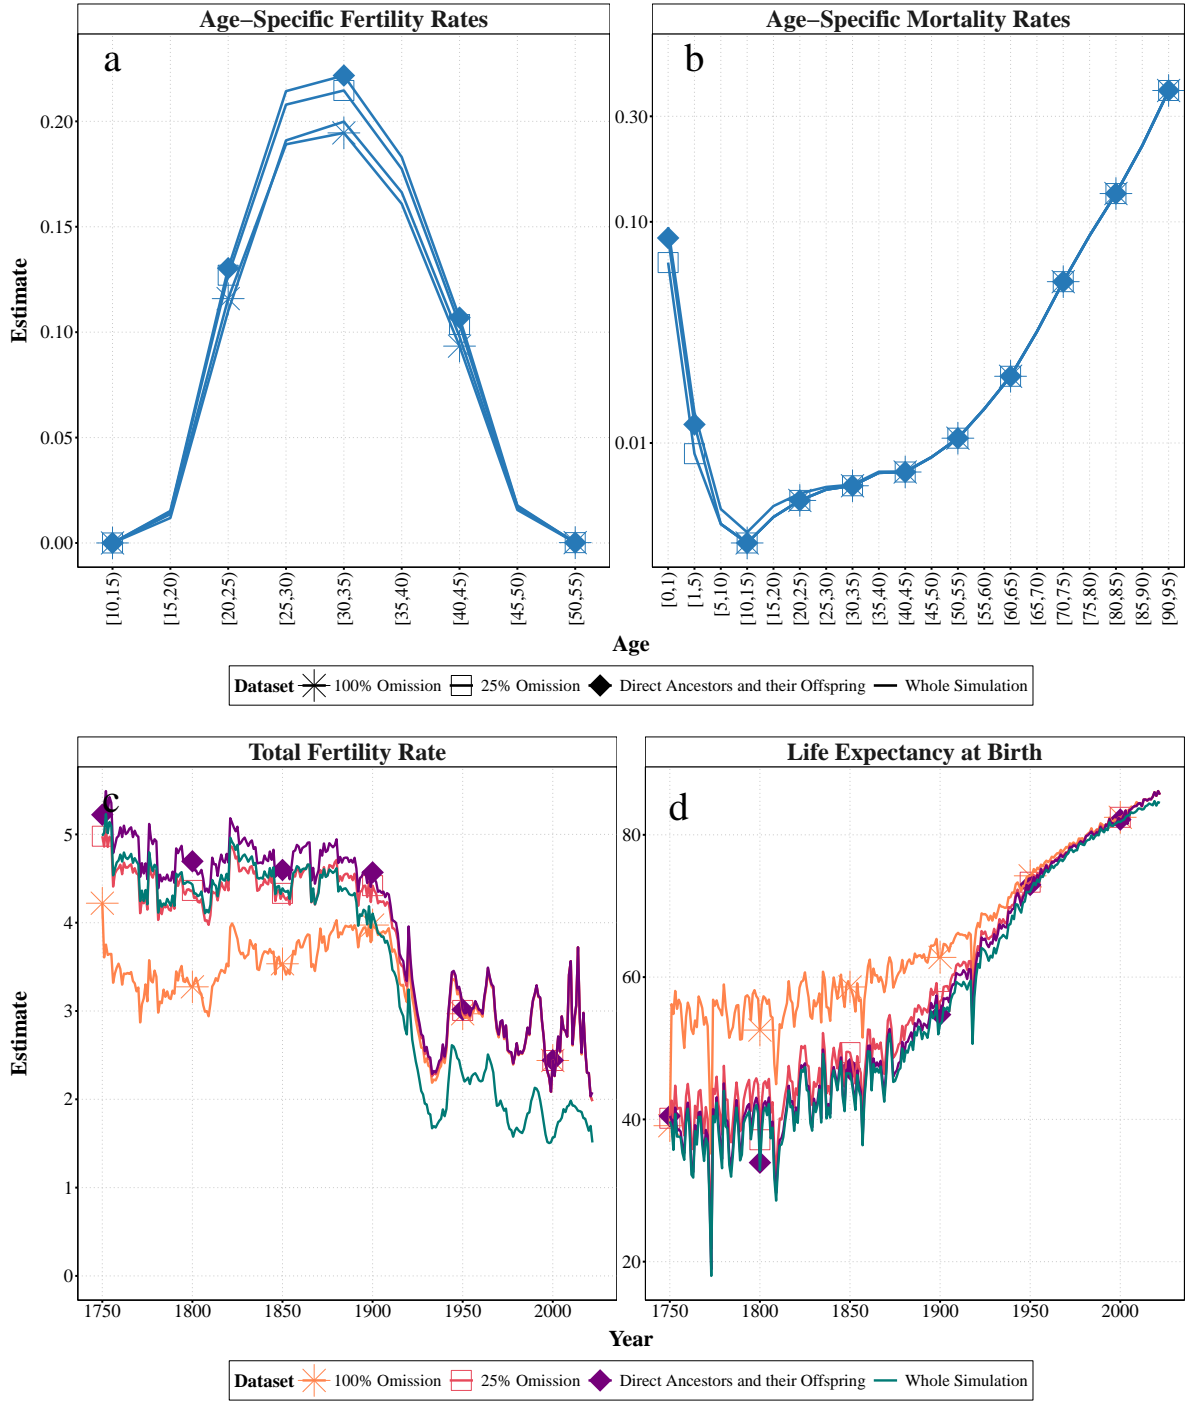 Age−Specific Fertility Rates
Age−Specific Mortality Rates
a
b
Estimate
0.20
0.15
0.10
0.05
0.00
0.30
0.10
0.01
[10,15)
[15,20)
[20,25)
[25,30)
[30,35)
[35,40)
[40,45)
[45,50)
[50,55)
[0,1)
[1,5)
[5,10)
[10,15)
[15,20)
[20,25)
[25,30)
[30,35)
[35,40)
[40,45)
[45,50)
[50,55)
[55,60)
[60,65)
[65,70)
[70,75)
[75,80)
[80,85)
[85,90)
[90,95)
Age
Dataset 100% Omission 25% Omission Direct Ancestors and their Offspring Whole Simulation
Total Fertility Rate
Life Expectancy at Birth
c
d
Estimate
5
4
3
2
1
0
80
60
40
20
1750 1800 1850 1900 1950 2000
1750 1800 1850 1900 1950 2000
Year
Dataset 100% Omission 25% Omission Direct Ancestors and their Offspring Whole Simulation